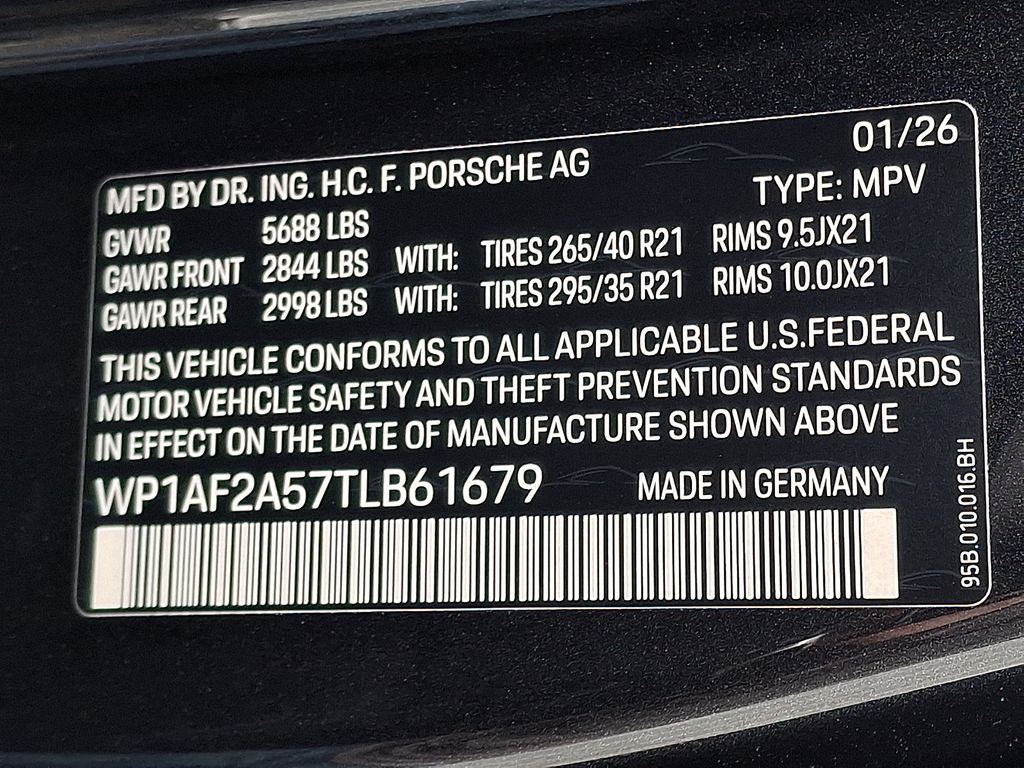 01/26
MFD BY DR. ING. H.C. F. PORSCHE AG
TYPE: MPV
GVWR 5688 LBS
GAWR FRONT 2844 LBS WITH: TIRES 265/40 R21 RIMS 9.5JX21
GAWR REAR 2998 LBS WITH: TIRES 295/35 R21 RIMS 10.0JX21
THIS VEHICLE CONFORMS TO ALL APPLICABLE U.S.FEDERAL
MOTOR VEHICLE SAFETY AND THEFT PREVENTION STANDARDS
IN EFFECT ON THE DATE OF MANUFACTURE SHOWN ABOVE
WP1AF2A57TLB61679 MADE IN GERMANY
95B.010.016.BH